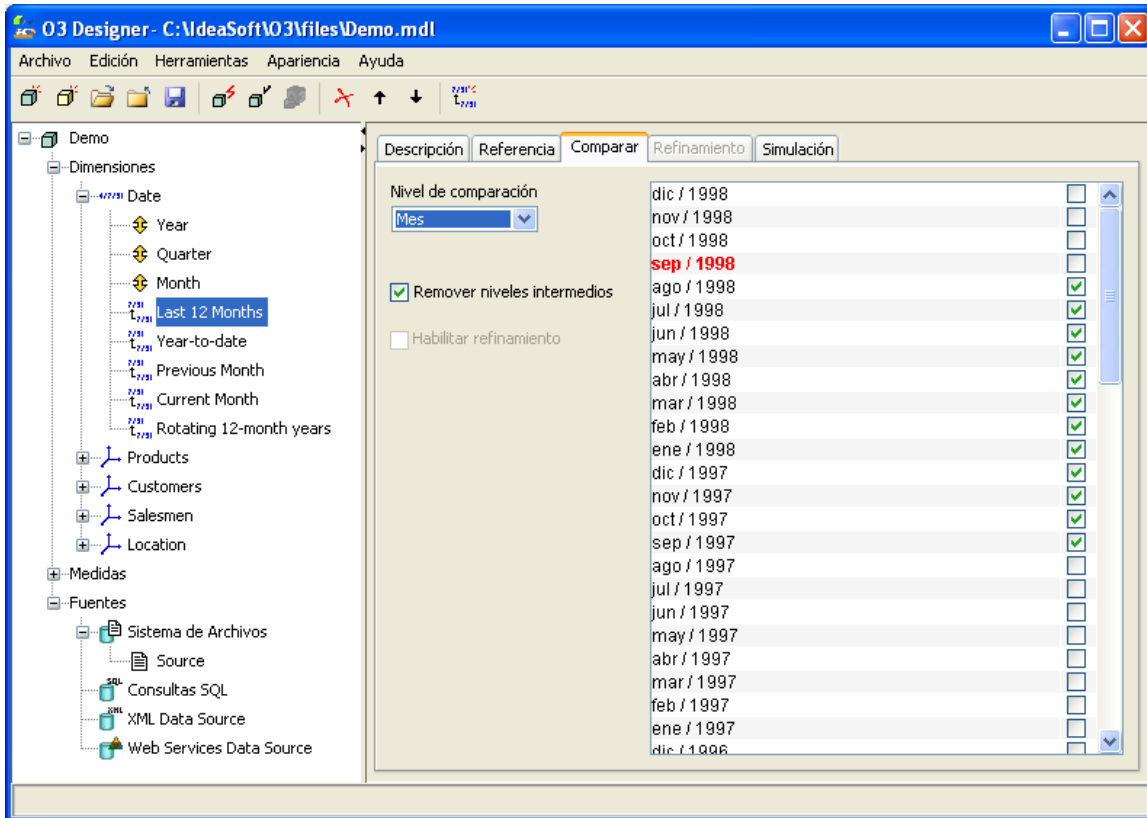 O3 Designer - C:\IdeaSoft\O3\files\Demo.mdl
Archivo Edición Herramientas Apariencia Ayuda
Demo
Dimensiones
Date
Year
Quarter
Month
Last 12 Months
Year-to-date
Previous Month
Current Month
Rotating 12-month years
Products
Customers
Salesmen
Location
Medidas
Fuentes
Sistema de Archivos
Source
SQL Consultas SQL
XML XML Data Source
Web Services Data Source
Descripción Referencia Comparar Refinamiento Simulación
Nivel de comparación
Mes
Remover niveles intermedios
Habilitar refinamiento
dic / 1998
nov / 1998
oct / 1998
sep / 1998
ago / 1998
jul / 1998
jun / 1998
may / 1998
abr / 1998
mar / 1998
feb / 1998
ene / 1998
dic / 1997
nov / 1997
oct / 1997
sep / 1997
ago / 1997
jul / 1997
jun / 1997
may / 1997
abr / 1997
mar / 1997
feb / 1997
ene / 1997
dic / 1996